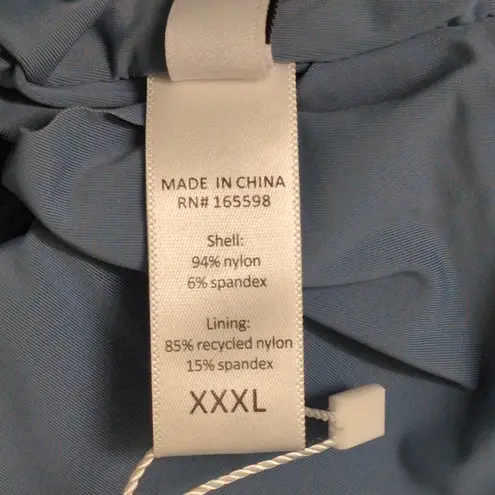 MADE IN CHINA
RN# 165598
Shell:
94% nylon
6% spandex
Lining:
85% recycled nylon
15% spandex
XXXL